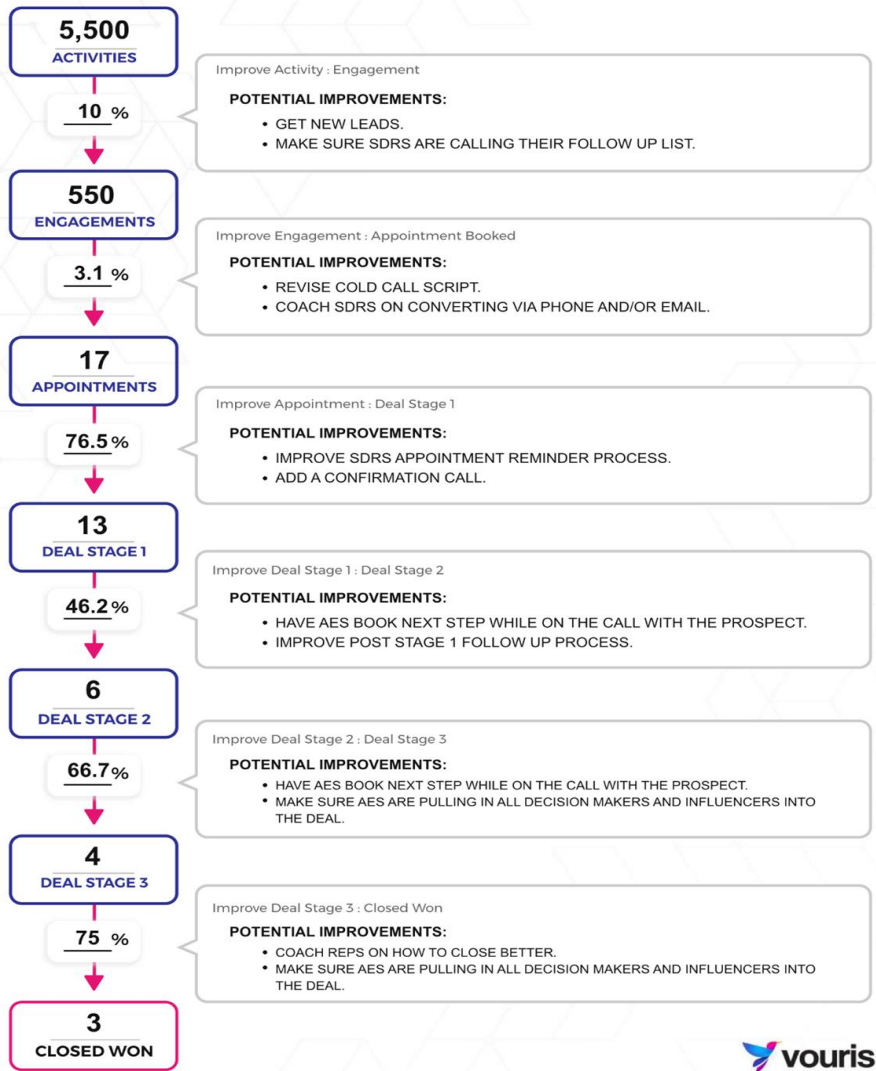 5,500
ACTIVITIES
Improve Activity : Engagement
POTENTIAL IMPROVEMENTS:
10 %
• GET NEW LEADS.
• MAKE SURE SDRS ARE CALLING THEIR FOLLOW UP LIST.
550
ENGAGEMENTS
Improve Engagement : Appointment Booked
POTENTIAL IMPROVEMENTS:
3.1 %
• REVISE COLD CALL SCRIPT.
• COACH SDRS ON CONVERTING VIA PHONE AND/OR EMAIL.
17
APPOINTMENTS
Improve Appointment : Deal Stage 1
POTENTIAL IMPROVEMENTS:
76.5 %
• IMPROVE SDRS APPOINTMENT REMINDER PROCESS.
• ADD A CONFIRMATION CALL.
13
DEAL STAGE 1
Improve Deal Stage 1 : Deal Stage 2
POTENTIAL IMPROVEMENTS:
46.2 %
• HAVE AES BOOK NEXT STEP WHILE ON THE CALL WITH THE PROSPECT.
• IMPROVE POST STAGE 1 FOLLOW UP PROCESS.
6
DEAL STAGE 2
Improve Deal Stage 2 : Deal Stage 3
POTENTIAL IMPROVEMENTS:
66.7 %
• HAVE AES BOOK NEXT STEP WHILE ON THE CALL WITH THE PROSPECT.
• MAKE SURE AES ARE PULLING IN ALL DECISION MAKERS AND INFLUENCERS INTO
THE DEAL.
4
DEAL STAGE 3
Improve Deal Stage 3 : Closed Won
POTENTIAL IMPROVEMENTS:
75 %
• COACH REPS ON HOW TO CLOSE BETTER.
• MAKE SURE AES ARE PULLING IN ALL DECISION MAKERS AND INFLUENCERS INTO
THE DEAL.
3
CLOSED WON
vouris